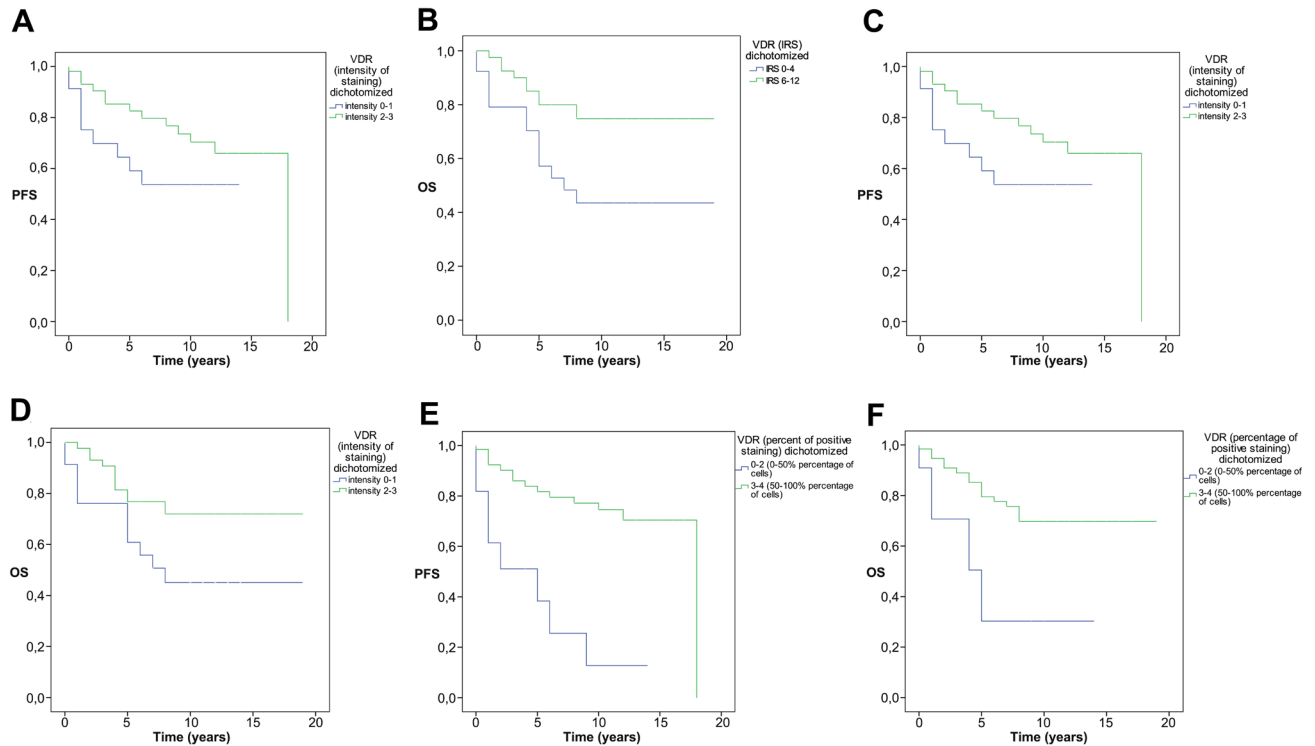 A
VDR
(intensity of
staining)
dichotomized
intensity 0-1
intensity 2-3
1,0
0,8
0,6
PFS
0,4
0,2
0,0
0 5 10 15 20
Time (years)
B
VDR (IRS)
dichotomized
IRS 0-4
IRS 6-12
1,0
0,8
0,6
OS
0,4
0,2
0,0
0 5 10 15 20
Time (years)
C
VDR
(intensity of
staining)
dichotomized
intensity 0-1
intensity 2-3
1,0
0,8
0,6
PFS
0,4
0,2
0,0
0 5 10 15 20
Time (years)
D
VDR
(intensity of
staining)
dichotomized
intensity 0-1
intensity 2-3
1,0
0,8
0,6
OS
0,4
0,2
0,0
0 5 10 15 20
Time (years)
E
VDR (percent of positive
staining) dichotomized
0-2 (0-50% percentage of
cells)
3-4 (50-100% percentage
of cells)
1,0
0,8
0,6
PFS
0,4
0,2
0,0
0 5 10 15 20
Time (years)
F
VDR (percentage of
positive staining)
dichotomized
0-2 (0-50% percentage of
cells)
3-4 (50-100% percentage
of cells)
1,0
0,8
0,6
OS
0,4
0,2
0,0
0 5 10 15 20
Time (years)